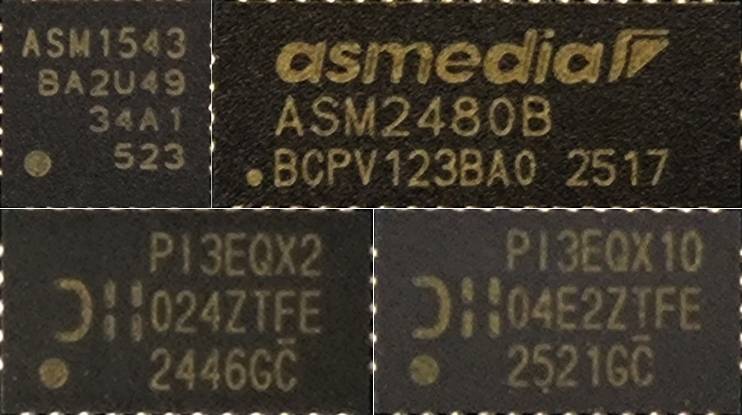 ASM1543
BA2U49
34A1
523
asmedia
ASM2480B
BCPV123BA0 2517
PI3EQX2
024ZTFE
2446GC̅
PI3EQX10
04E2ZTFE
2521GC̅